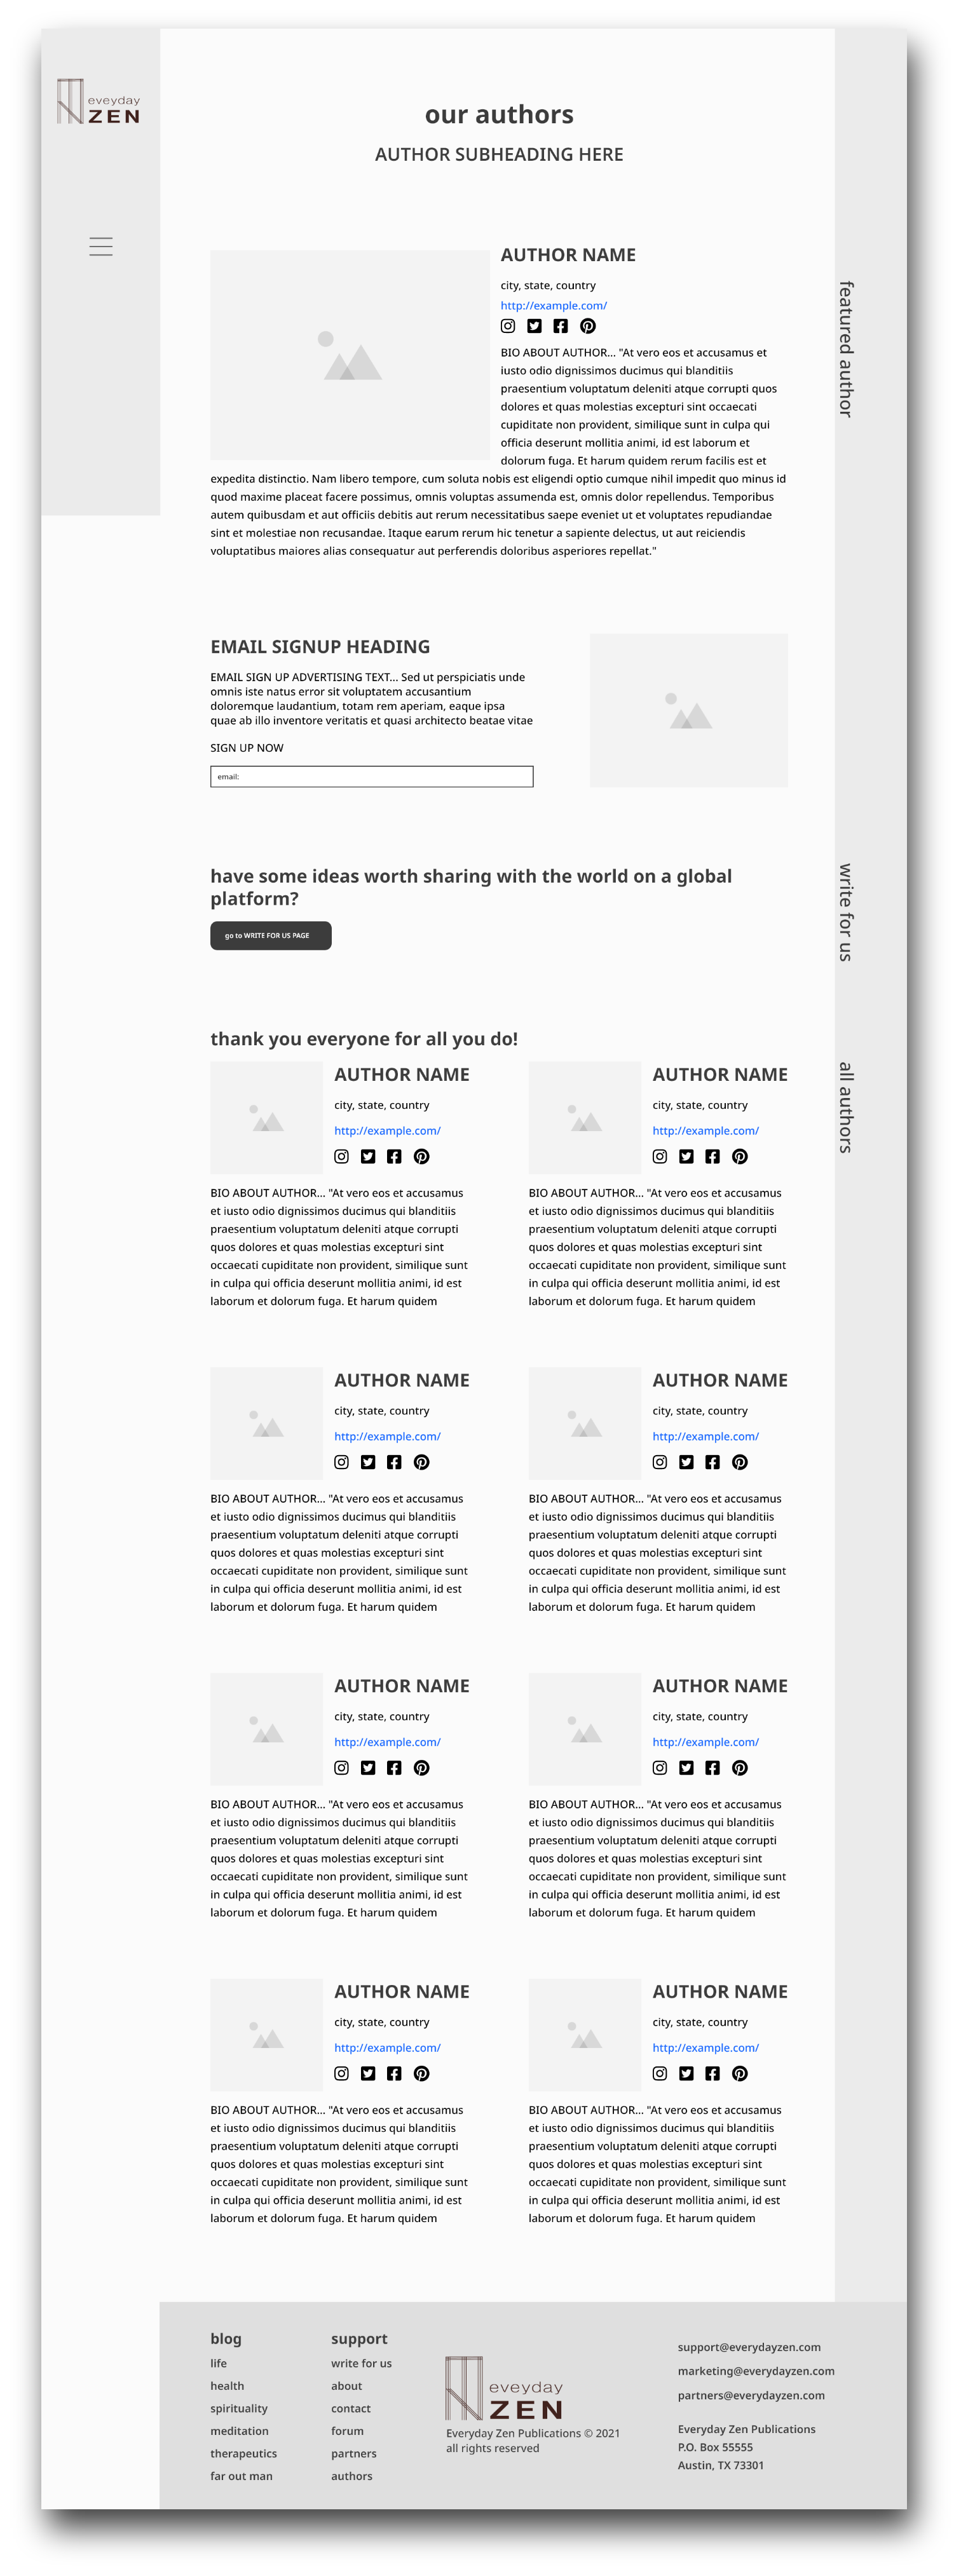 everyday
ZEN
our authors
AUTHOR SUBHEADING HERE
AUTHOR NAME
city, state, country
http://example.com/
BIO ABOUT AUTHOR... "At vero eos et accusamus et
iusto odio dignissimos ducimus qui blanditiis
praesentium voluptatum deleniti atque corrupti quos
dolores et quas molestias excepturi sint occaecati
cupiditate non provident, similique sunt in culpa qui
officia deserunt mollitia animi, id est laborum et
dolorum fuga. Et harum quidem rerum facilis est et
expedita distinctio. Nam libero tempore, cum soluta nobis est eligendi optio cumque nihil impedit quo minus id
quod maxime placeat facere possimus, omnis voluptas assumenda est, omnis dolor repellendus. Temporibus
autem quibusdam et aut officiis debitis aut rerum necessitatibus saepe eveniet ut et voluptates repudiandae
sint et molestiae non recusandae. Itaque earum rerum hic tenetur a sapiente delectus, ut aut reiciendis
voluptatibus maiores alias consequatur aut perferendis doloribus asperiores repellat."
featured author
EMAIL SIGNUP HEADING
EMAIL SIGN UP ADVERTISING TEXT... Sed ut perspiciatis unde
omnis iste natus error sit voluptatem accusantium
doloremque laudantium, totam rem aperiam, eaque ipsa
quae ab illo inventore veritatis et quasi architecto beatae vitae
SIGN UP NOW
email:
have some ideas worth sharing with the world on a global
platform?
go to WRITE FOR US PAGE
write for us
thank you everyone for all you do!
all authors
AUTHOR NAME
city, state, country
http://example.com/
BIO ABOUT AUTHOR... "At vero eos et accusamus
et iusto odio dignissimos ducimus qui blanditiis
praesentium voluptatum deleniti atque corrupti
quos dolores et quas molestias excepturi sint
occaecati cupiditate non provident, similique sunt
in culpa qui officia deserunt mollitia animi, id est
laborum et dolorum fuga. Et harum quidem
AUTHOR NAME
city, state, country
http://example.com/
BIO ABOUT AUTHOR... "At vero eos et accusamus
et iusto odio dignissimos ducimus qui blanditiis
praesentium voluptatum deleniti atque corrupti
quos dolores et quas molestias excepturi sint
occaecati cupiditate non provident, similique sunt
in culpa qui officia deserunt mollitia animi, id est
laborum et dolorum fuga. Et harum quidem
AUTHOR NAME
city, state, country
http://example.com/
BIO ABOUT AUTHOR... "At vero eos et accusamus
et iusto odio dignissimos ducimus qui blanditiis
praesentium voluptatum deleniti atque corrupti
quos dolores et quas molestias excepturi sint
occaecati cupiditate non provident, similique sunt
in culpa qui officia deserunt mollitia animi, id est
laborum et dolorum fuga. Et harum quidem
AUTHOR NAME
city, state, country
http://example.com/
BIO ABOUT AUTHOR... "At vero eos et accusamus
et iusto odio dignissimos ducimus qui blanditiis
praesentium voluptatum deleniti atque corrupti
quos dolores et quas molestias excepturi sint
occaecati cupiditate non provident, similique sunt
in culpa qui officia deserunt mollitia animi, id est
laborum et dolorum fuga. Et harum quidem
AUTHOR NAME
city, state, country
http://example.com/
BIO ABOUT AUTHOR... "At vero eos et accusamus
et iusto odio dignissimos ducimus qui blanditiis
praesentium voluptatum deleniti atque corrupti
quos dolores et quas molestias excepturi sint
occaecati cupiditate non provident, similique sunt
in culpa qui officia deserunt mollitia animi, id est
laborum et dolorum fuga. Et harum quidem
AUTHOR NAME
city, state, country
http://example.com/
BIO ABOUT AUTHOR... "At vero eos et accusamus
et iusto odio dignissimos ducimus qui blanditiis
praesentium voluptatum deleniti atque corrupti
quos dolores et quas molestias excepturi sint
occaecati cupiditate non provident, similique sunt
in culpa qui officia deserunt mollitia animi, id est
laborum et dolorum fuga. Et harum quidem
AUTHOR NAME
city, state, country
http://example.com/
BIO ABOUT AUTHOR... "At vero eos et accusamus
et iusto odio dignissimos ducimus qui blanditiis
praesentium voluptatum deleniti atque corrupti
quos dolores et quas molestias excepturi sint
occaecati cupiditate non provident, similique sunt
in culpa qui officia deserunt mollitia animi, id est
laborum et dolorum fuga. Et harum quidem
AUTHOR NAME
city, state, country
http://example.com/
BIO ABOUT AUTHOR... "At vero eos et accusamus
et iusto odio dignissimos ducimus qui blanditiis
praesentium voluptatum deleniti atque corrupti
quos dolores et quas molestias excepturi sint
occaecati cupiditate non provident, similique sunt
in culpa qui officia deserunt mollitia animi, id est
laborum et dolorum fuga. Et harum quidem
blog
life
health
spirituality
meditation
therapeutics
far out man
support
write for us
about
contact
forum
partners
authors
eveyday
ZEN
Everyday Zen Publications © 2021
all rights reserved
support@everydayzen.com
marketing@everydayzen.com
partners@everydayzen.com
Everyday Zen Publications
P.O. Box 55555
Austin, TX 73301